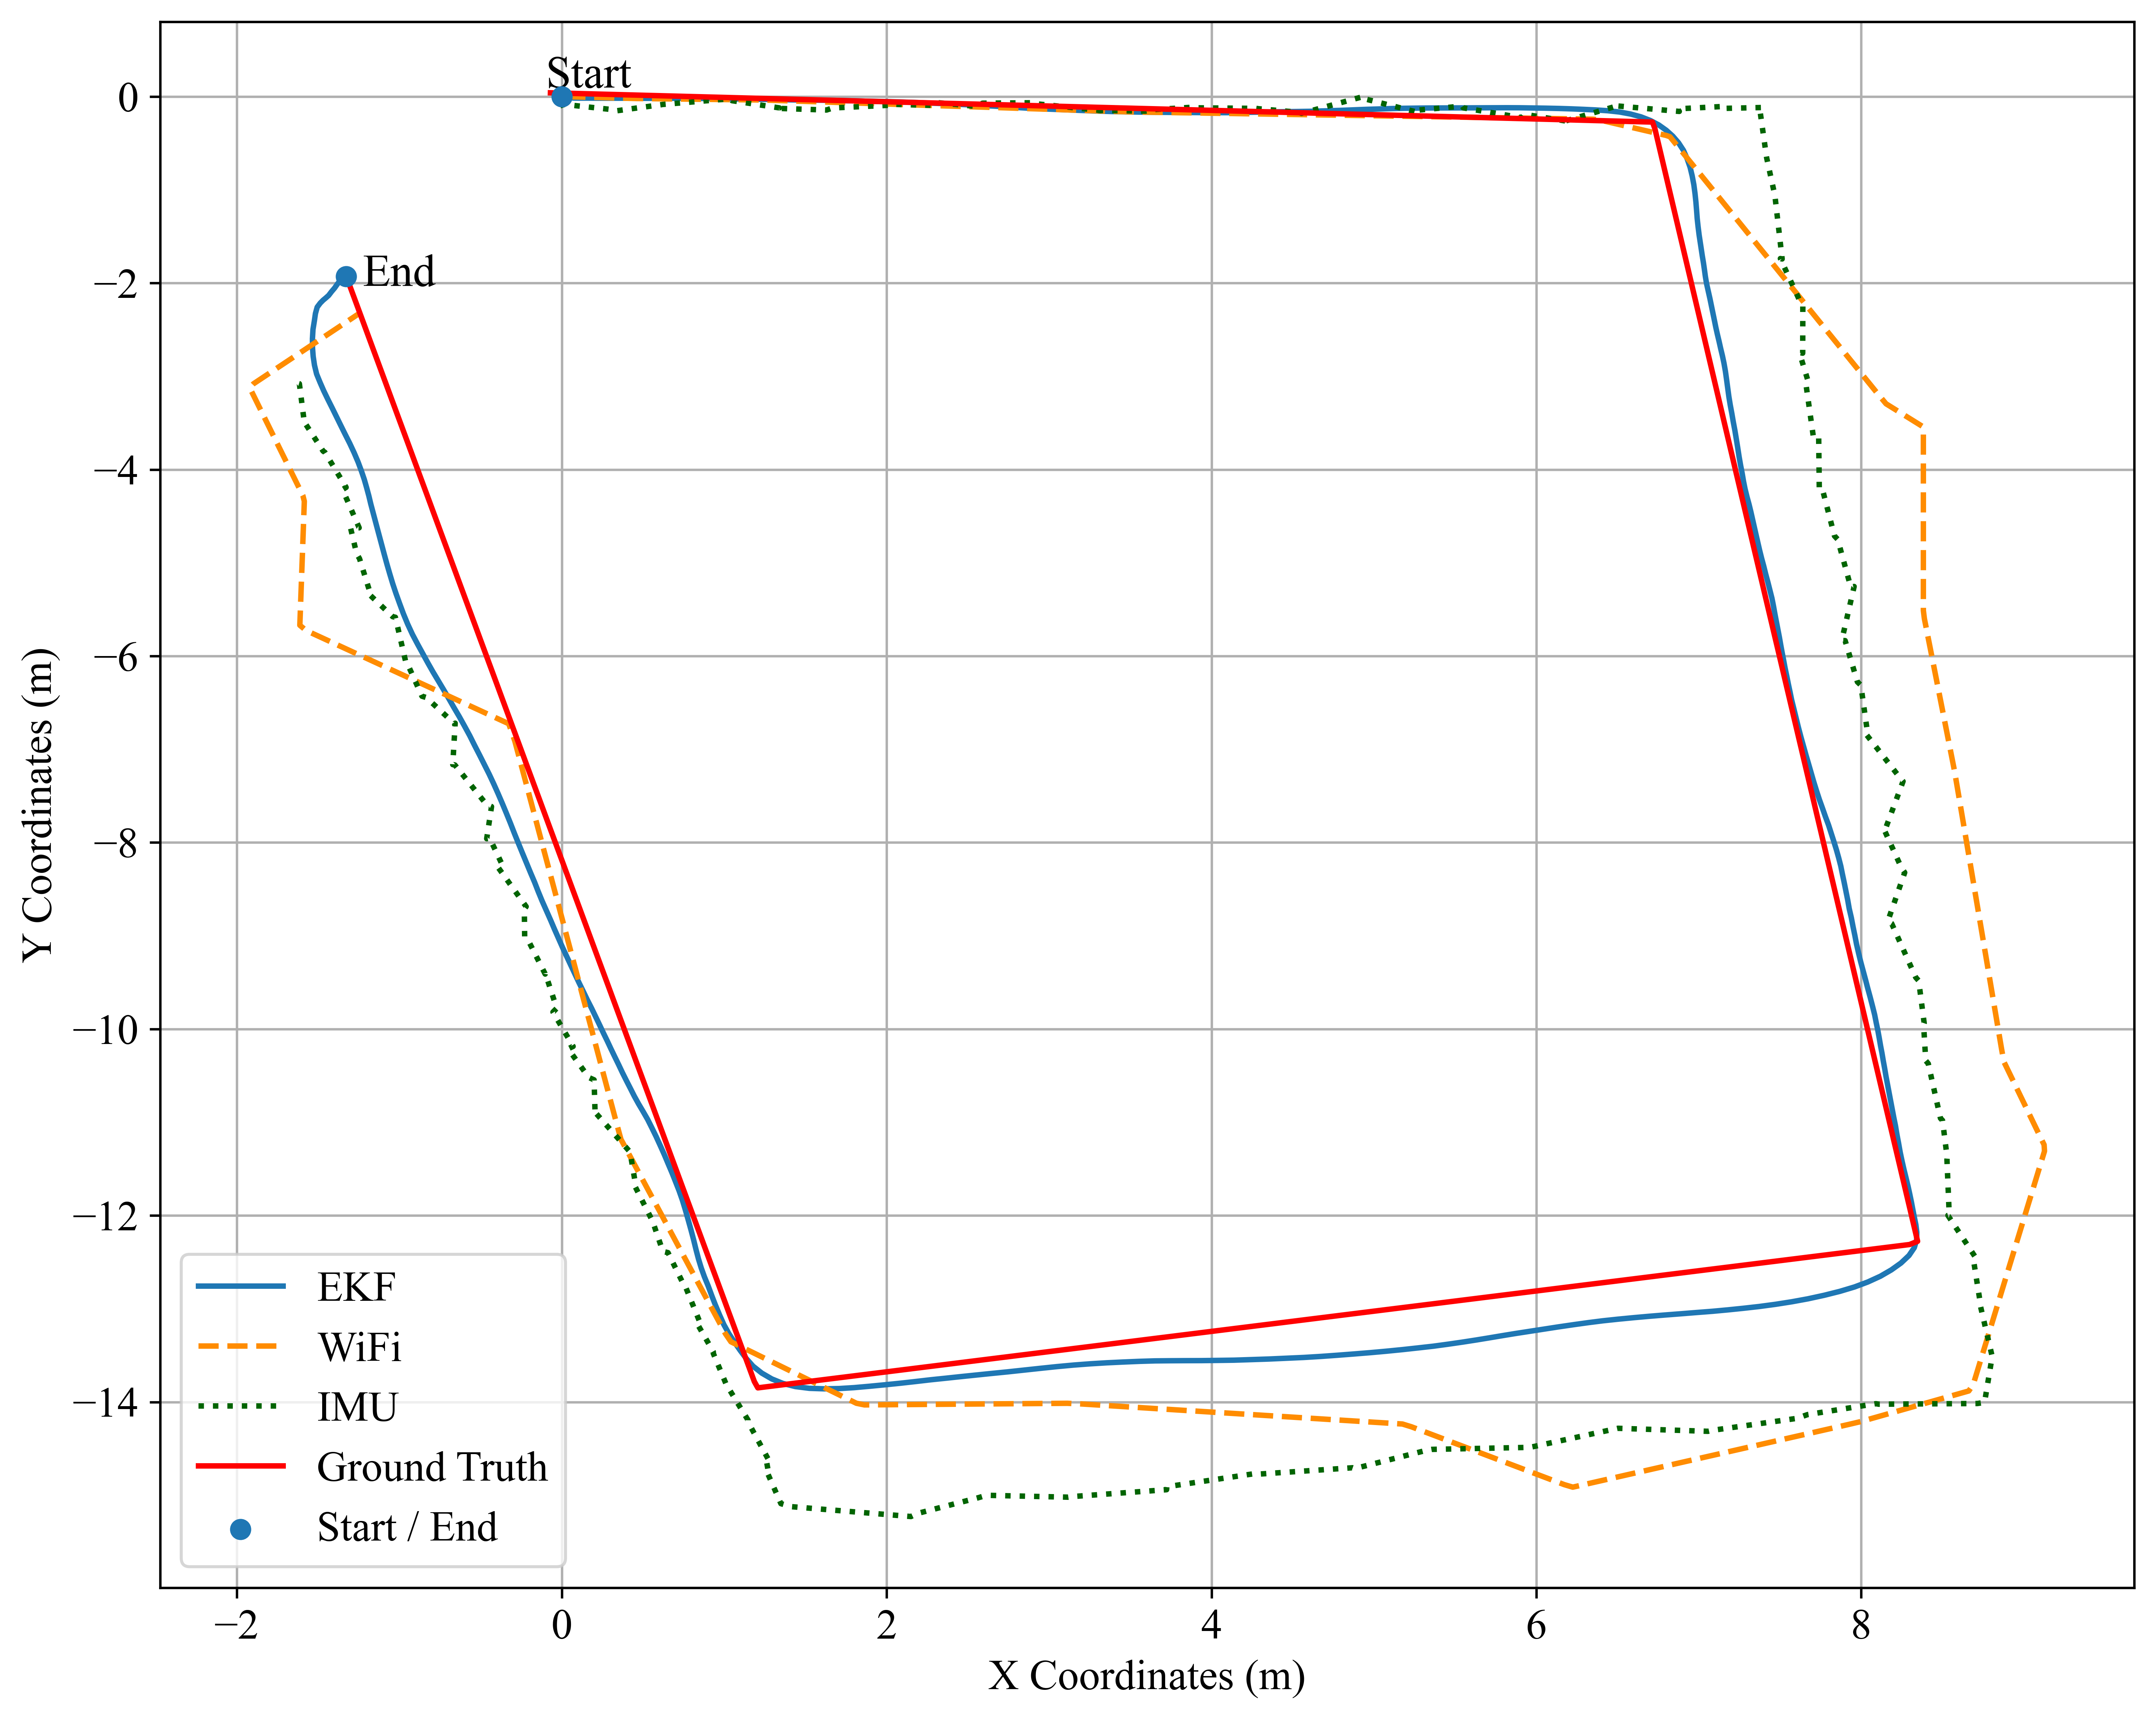 Start
End
0
−2
−4
−6
−8
−10
−12
−14
Y Coordinates (m)
EKF
WiFi
IMU
Ground Truth
Start / End
−2
0
2
4
6
8
X Coordinates (m)